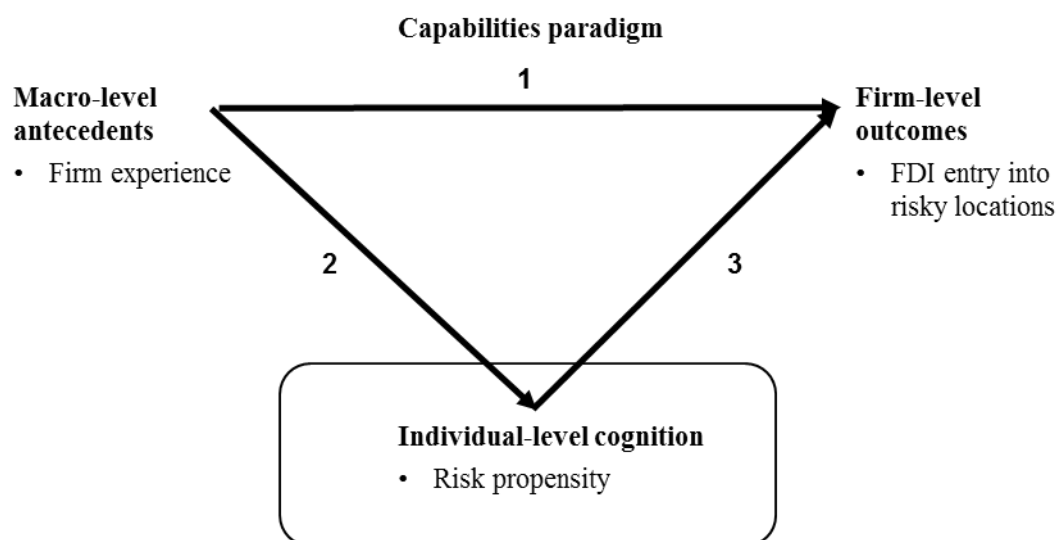 Capabilities paradigm
1
Macro-level
antecedents
• Firm experience
Firm-level
outcomes
• FDI entry into
risky locations
2
3
Individual-level cognition
• Risk propensity